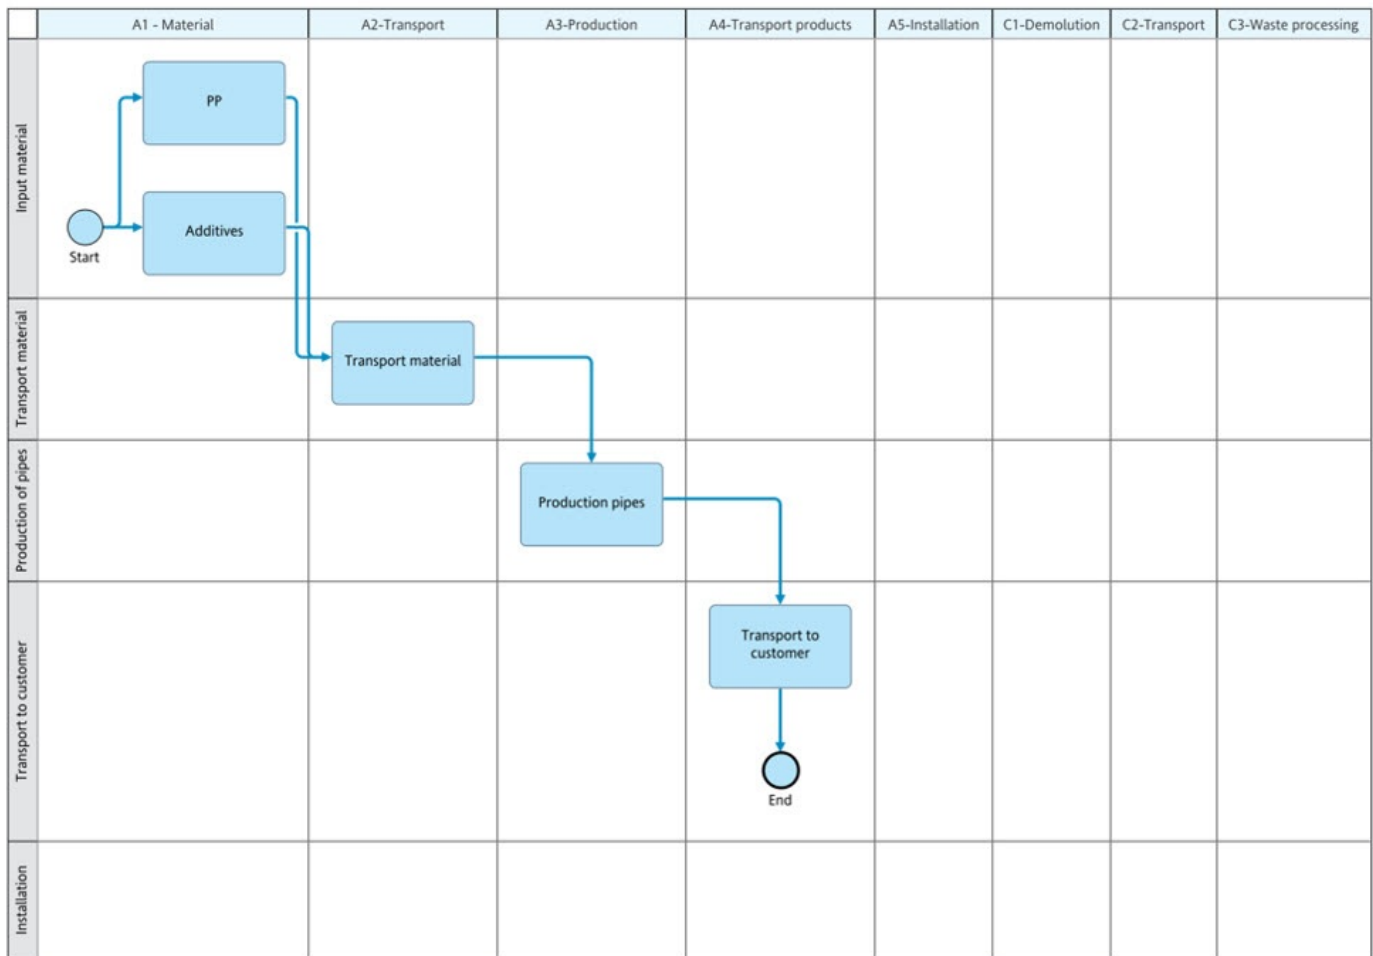 A1 - Material
A2-Transport
A3-Production
A4-Transport products
A5-Installation
C1-Demolution
C2-Transport
C3-Waste processing
Input material
PP
Additives
Start
Transport material
Transport material
Production of pipes
Production pipes
Transport to customer
Transport to
customer
End
Installation